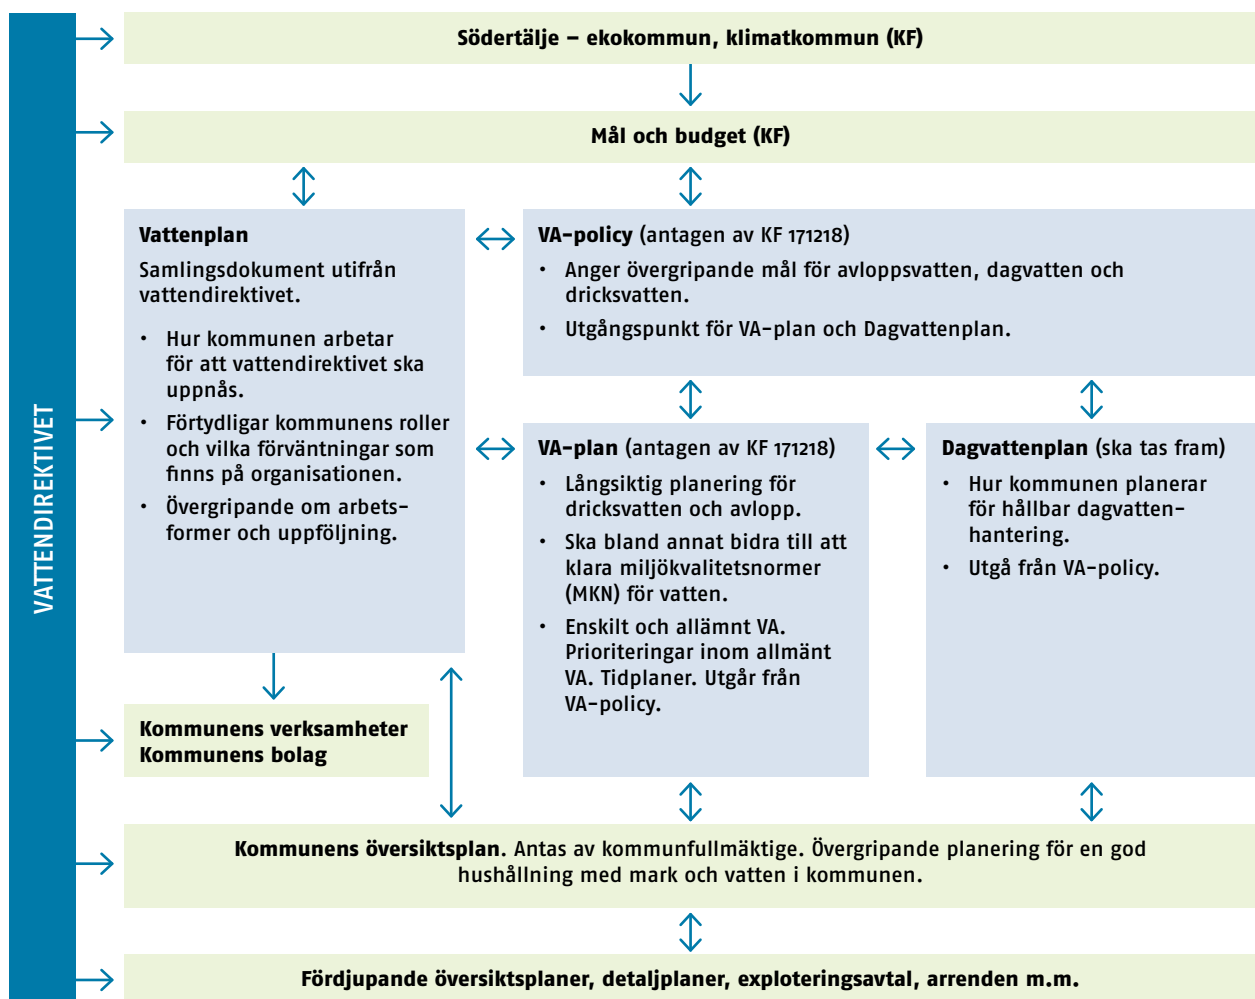 VATTENDIREKTIVET
Södertälje – ekokommun, klimatkommun (KF)
Mål och budget (KF)
Vattenplan
Samlingsdokument utifrån
vattendirektivet.
• Hur kommunen arbetar
för att vattendirektivet ska
uppnås.
• Förtydligar kommunens roller
och vilka förväntningar som
finns på organisationen.
• Övergripande om arbets-
former och uppföljning.
VA-policy (antagen av KF 171218)
• Anger övergripande mål för avloppsvatten, dagvatten och
dricksvatten.
• Utgångspunkt för VA-plan och Dagvattenplan.
VA-plan (antagen av KF 171218)
• Långsiktig planering för
dricksvatten och avlopp.
• Ska bland annat bidra till att
klara miljökvalitetsnormer
(MKN) för vatten.
• Enskilt och allämnt VA.
Prioriteringar inom allmänt
VA. Tidplaner. Utgår från
VA-policy.
Dagvattenplan (ska tas fram)
• Hur kommunen planerar
för hållbar dagvatten-
hantering.
• Utgå från VA-policy.
Kommunens verksamheter
Kommunens bolag
Kommunens översiktsplan. Antas av kommunfullmäktige. Övergripande planering för en god
hushållning med mark och vatten i kommunen.
Fördjupande översiktsplaner, detaljplaner, exploteringsavtal, arrenden m.m.